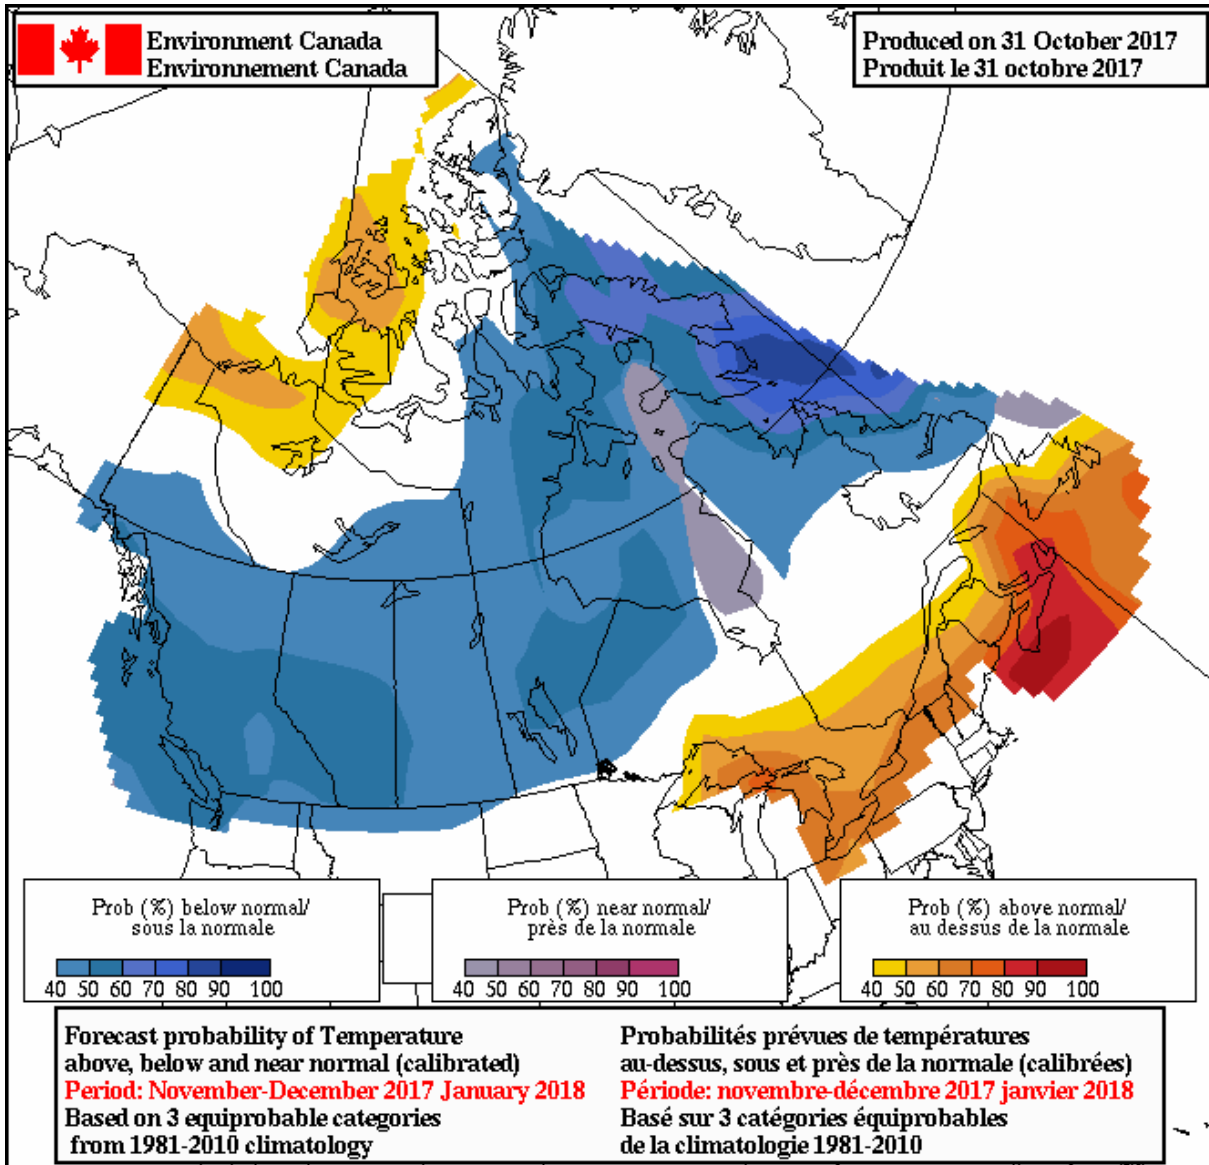 Environment Canada
Environnement Canada
Produced on 31 October 2017
Produit le 31 octobre 2017
Prob (%) below normal/
sous la normale
40 50 60 70 80 90 100
Prob (%) near normal/
près de la normale
40 50 60 70 80 90 100
Prob (%) above normal/
au dessus de la normale
40 50 60 70 80 90 100
Forecast probability of Temperature
above, below and near normal (calibrated)
Period: November-December 2017 January 2018
Based on 3 equiprobable categories
from 1981-2010 climatology
Probabilités prévues de températures
au-dessus, sous et près de la normale (calibrées)
Période: novembre-décembre 2017 janvier 2018
Basé sur 3 catégories équiprobables
de la climatologie 1981-2010